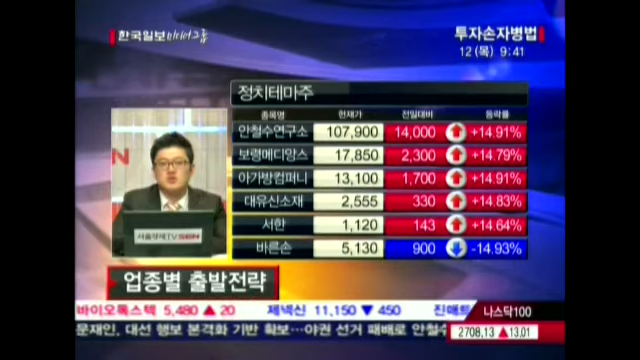 한국일보 미디어그룹
투자손자병법
12 (목) 9:41
정치테마주
종목명 현재가 전일대비 등락률
안철수연구소 107,900 14,000 +14.91%
보령메디앙스 17,850 2,300 +14.79%
아가방컴퍼니 13,100 1,700 +14.91%
대유신소재 2,555 330 +14.83%
서한 1,120 143 +14.64%
바른손 5,130 900 -14.93%
서울경제TV SEN
업종별 출발전략
바이오톡스텍 5,480 ▲ 20 제넥신 11,150 ▼ 450 진매트
나스닥100
문재인, 대선 행보 본격화 기반 확보…야권 선거 패배로 안철수
2708,13 ▲13,01